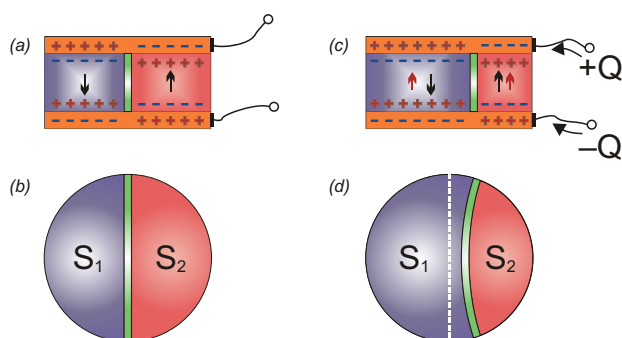 (a)
+ + + + +
– – – – –
– – – – –
+ + + + +
+ + + + +
– – – – –
– – – – –
+ + + + +
(c)
+ + + + + + +
– – – –
– – – – – – –
+ + + +
+Q
+ + + + + + +
– – – –
– – – – – – –
+ + + +
–Q
(b)
S₁
S₂
(d)
S₁
S₂